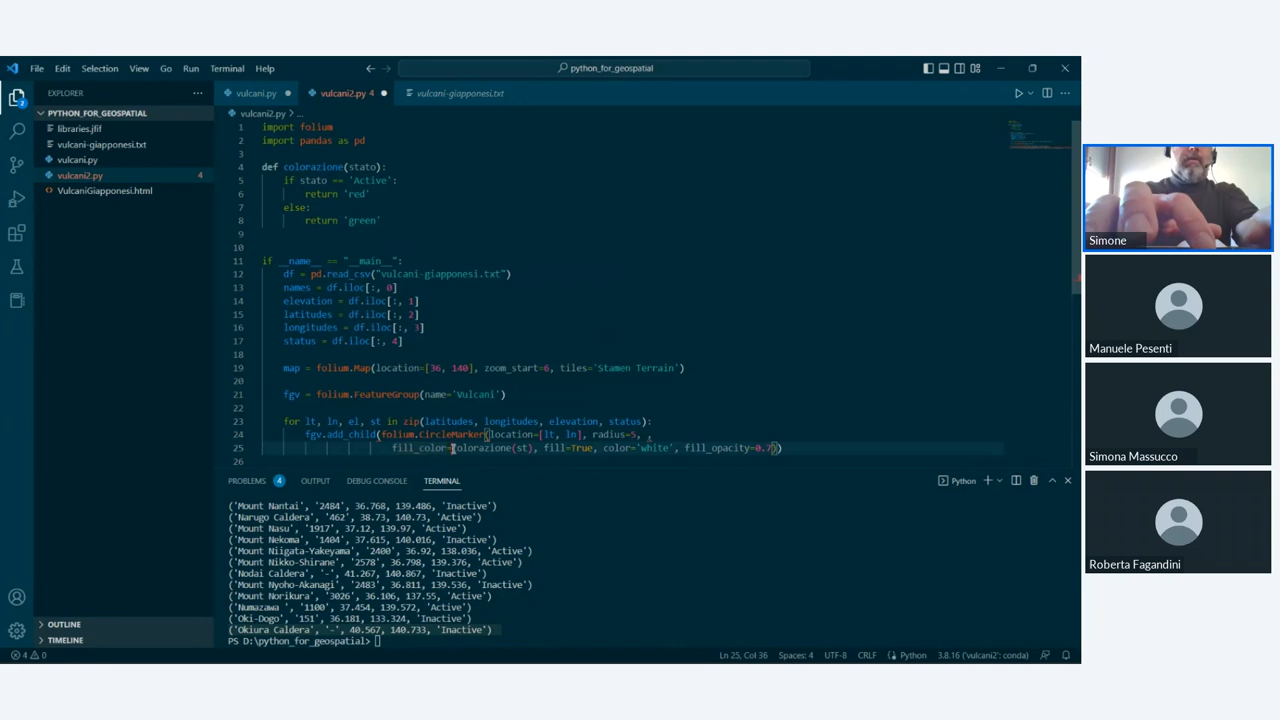 File Edit Selection View Go Run Terminal Help
python_for_geospatial
EXPLORER
vulcani.py
vulcani2.py 4
vulcani-giapponesi.txt
PYTHON_FOR_GEOSPATIAL
libraries.jfif
vulcani-giapponesi.txt
vulcani.py
vulcani2.py 4
VulcaniGiapponesi.html
OUTLINE
TIMELINE
2
vulcani2.py > ...
1 import folium
2 import pandas as pd
3
4 def colorazione(stato):
5 if stato == 'Active':
6 return 'red'
7 else:
8 return 'green'
9
10
11 if __name__ == "__main__":
12 df = pd.read_csv("vulcani-giapponesi.txt")
13 names = df.iloc[:, 0]
14 elevation = df.iloc[:, 1]
15 latitudes = df.iloc[:, 2]
16 longitudes = df.iloc[:, 3]
17 status = df.iloc[:, 4]
18
19 map = folium.Map(location=[36, 140], zoom_start=6, tiles='Stamen Terrain')
20
21 fgv = folium.FeatureGroup(name='Vulcani')
22
23 for lt, ln, el, st in zip(latitudes, longitudes, elevation, status):
24 fgv.add_child(folium.CircleMarker(location=[lt, ln], radius=5, ,
25 fill_color=colorazione(st), fill=True, color='white', fill_opacity=0.7))
26
PROBLEMS 4 OUTPUT DEBUG CONSOLE TERMINAL
Python
('Mount Nantai', '2484', 36.768, 139.486, 'Inactive')
('Narugo Caldera', '462', 38.73, 140.73, 'Active')
('Mount Nasu', '1917', 37.12, 139.97, 'Active')
('Mount Nekoma', '1404', 37.615, 140.016, 'Inactive')
('Mount Niigata-Yakeyama', '2400', 36.92, 138.036, 'Active')
('Mount Nikko-Shirane', '2578', 36.798, 139.376, 'Active')
('Nodai Caldera', '-', 41.267, 140.867, 'Inactive')
('Mount Nyoho-Akanagi', '2483', 36.811, 139.536, 'Inactive')
('Mount Norikura', '3026', 36.106, 137.55, 'Active')
('Numazawa ', '1100', 37.454, 139.572, 'Active')
('Oki-Dogo', '151', 36.181, 133.324, 'Inactive')
('Okiura Caldera', '-', 40.567, 140.733, 'Inactive')
PS D:\python_for_geospatial>
4 0
Ln 25, Col 36 Spaces: 4 UTF-8 CRLF Python 3.8.16 ('vulcani2': conda)
Simone
Manuele Pesenti
Simona Massucco
Roberta Fagandini